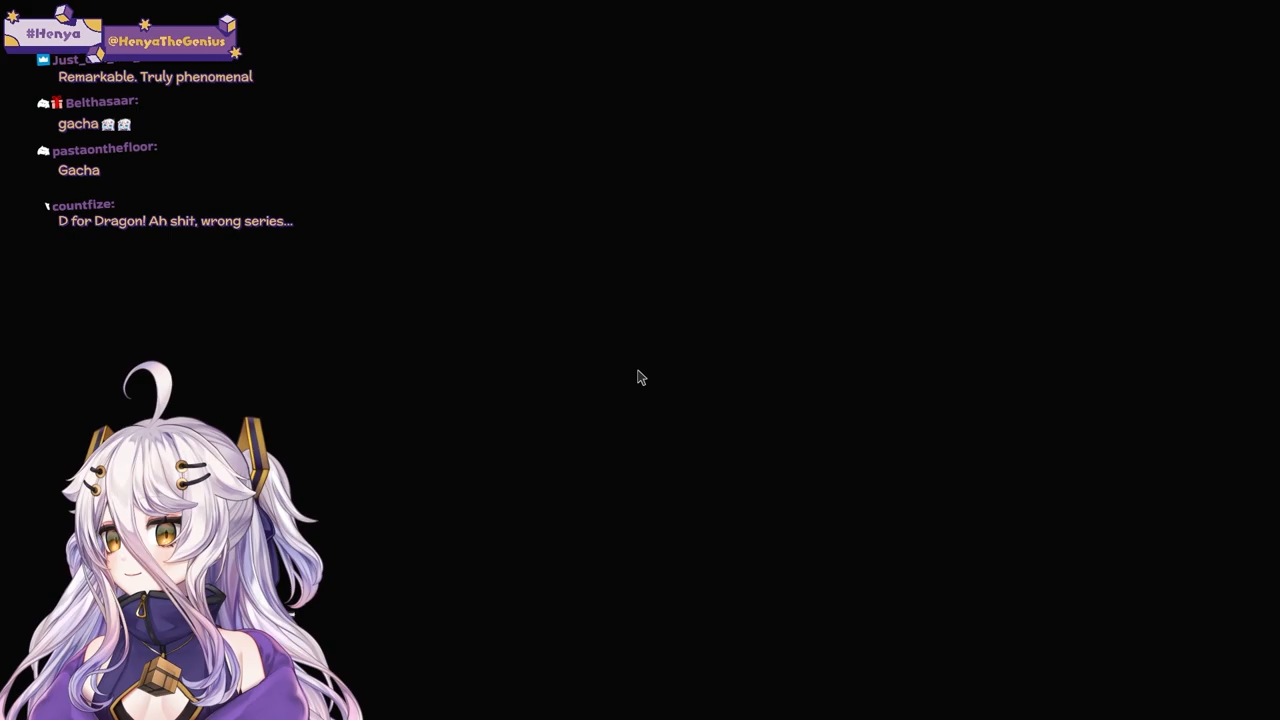 #Henya
@HenyaTheGenius
Remarkable. Truly phenomenal
Belthasaar:
gacha
pastaonthefloor:
Gacha
countfize:
D for Dragon! Ah shit, wrong series...